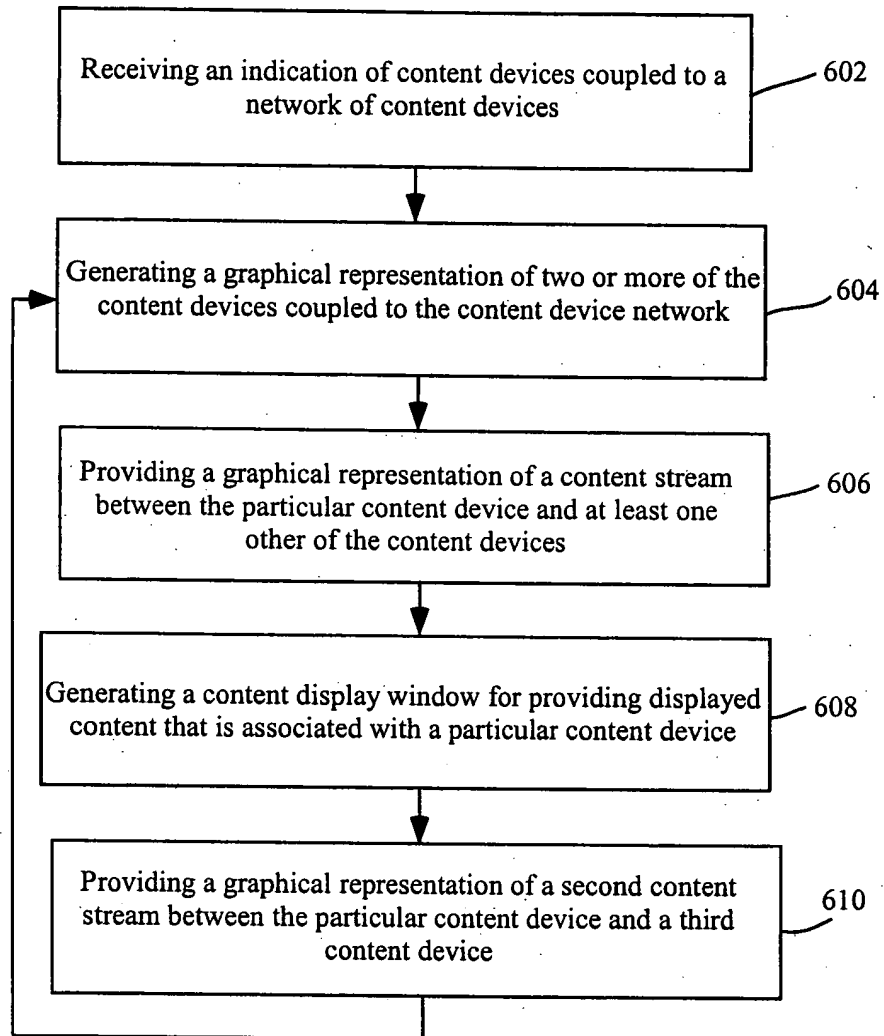 Receiving an indication of content devices coupled to a
network of content devices
602
Generating a graphical representation of two or more of the
content devices coupled to the content device network
604
Providing a graphical representation of a content stream
between the particular content device and at least one
other of the content devices
606
Generating a content display window for providing displayed
content that is associated with a particular content device
608
Providing a graphical representation of a second content
stream between the particular content device and a third
content device
610